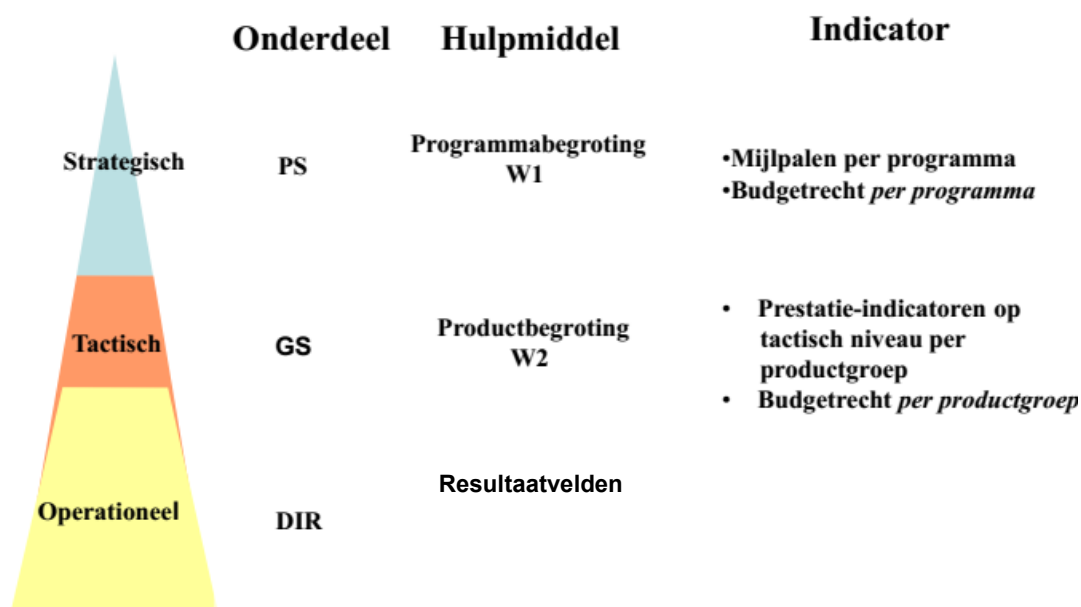 Onderdeel Hulpmiddel Indicator
Strategisch
PS
Programmabegroting
W1
•Mijlpalen per programma
•Budgetrecht per programma
Tactisch
GS
Productbegroting
W2
• Prestatie-indicatoren op
tactisch niveau per
productgroep
• Budgetrecht per productgroep
Operationeel
DIR
Resultaatvelden